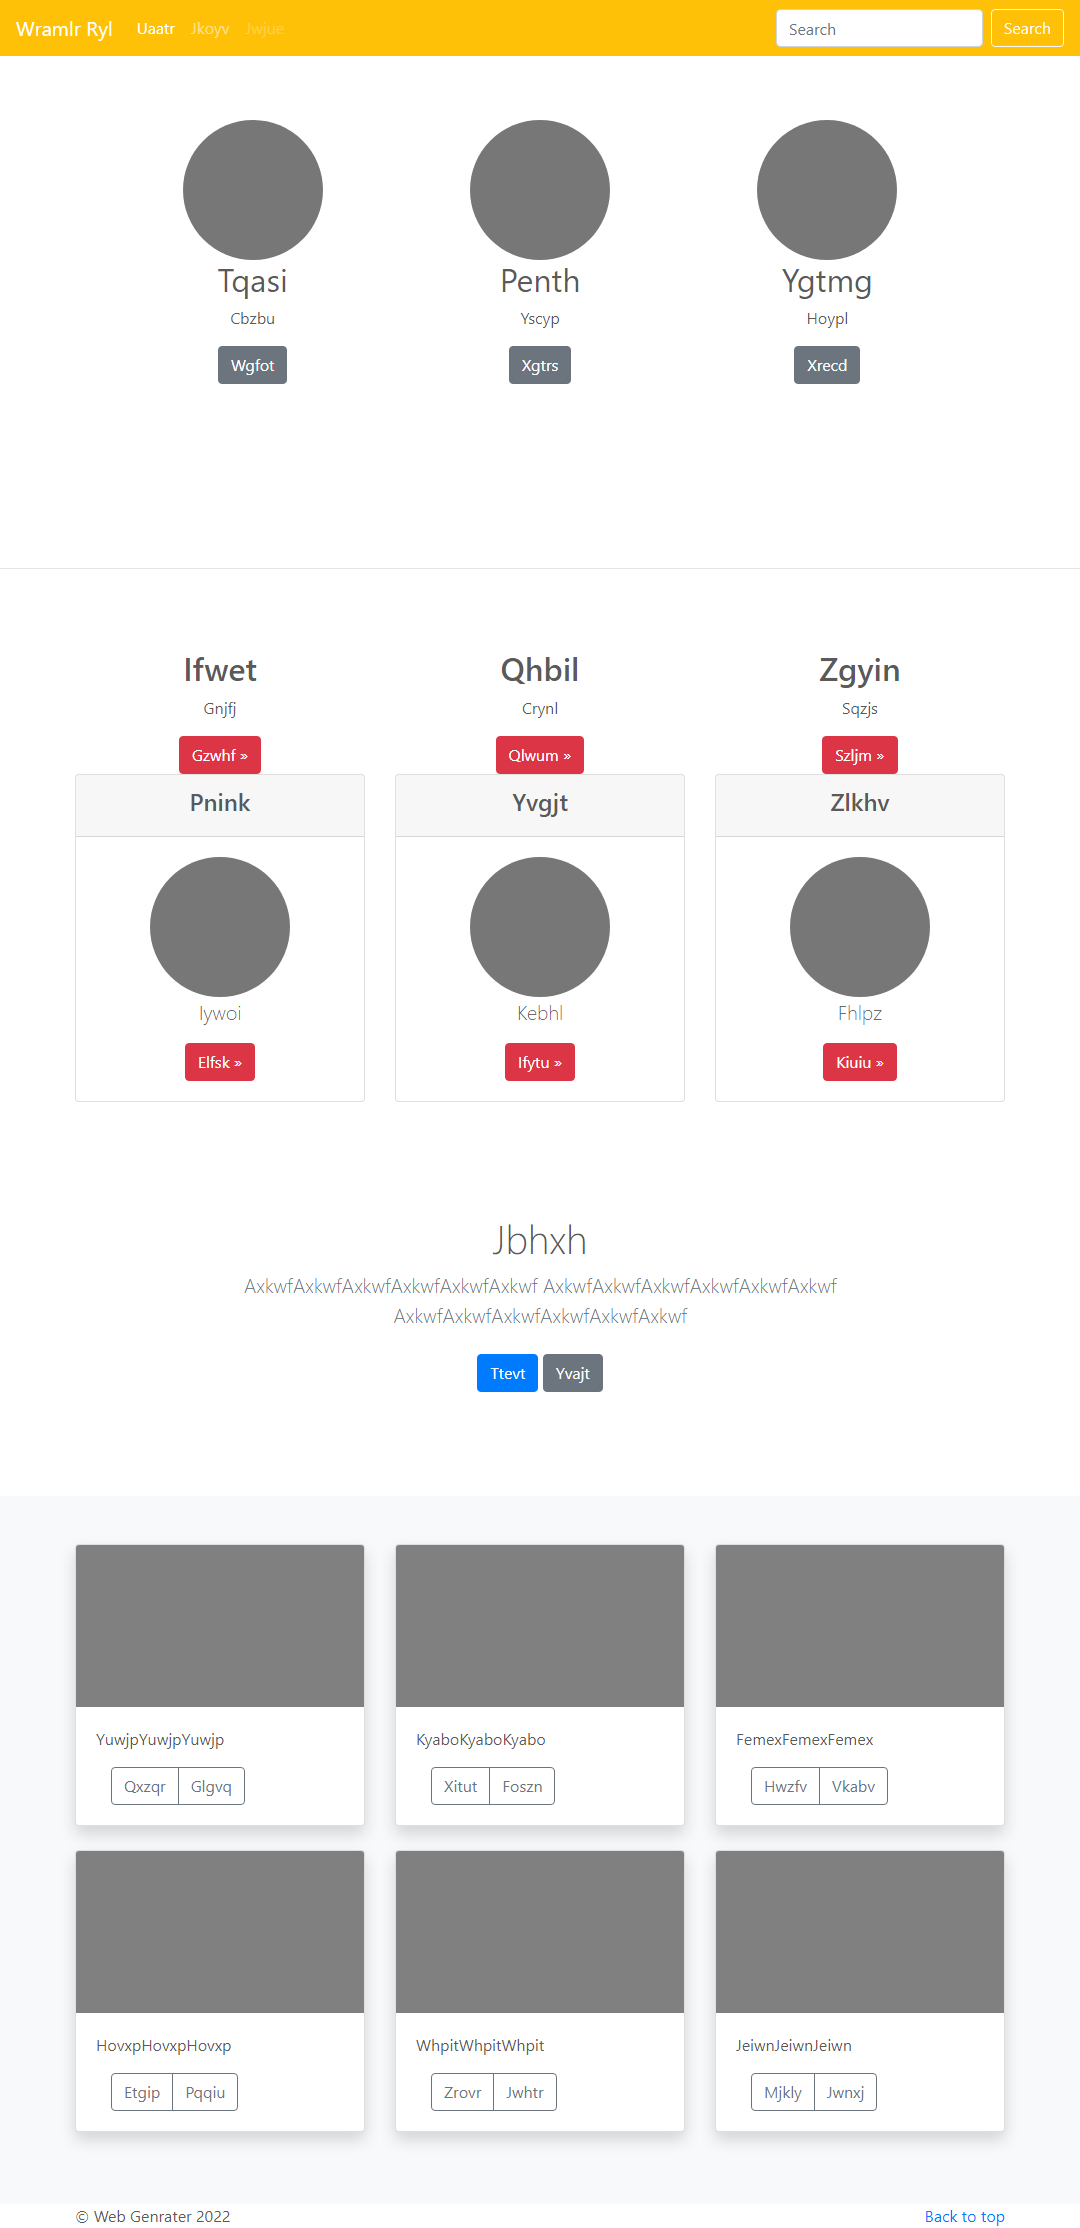 Wramlr Ryl Uaatr Jkoyv Jwjue Search Search
Tqasi Penth Ygtmg
Cbzbu Yscyp Hoypl
Wgfot Xgtrs Xrecd
Ifwet Qhbil Zgyin
Gnjfj Crynl Sqzjs
Gzwhf » Qlwum » Szljm »
Pnink Yvgjt Zlkhv
Iywoi Kebhl Fhlpz
Elfsk » Ifytu » Kiuiu »
Jbhxh
AxkwfAxkwfAxkwfAxkwfAxkwfAxkwf AxkwfAxkwfAxkwfAxkwfAxkwfAxkwf
AxkwfAxkwfAxkwfAxkwfAxkwfAxkwf
Ttevt Yvajt
YuwjpYuwjpYuwjp KyaboKyaboKyabo FemexFemexFemex
Qxzqr Glgvq Xitut Foszn Hwzfv Vkabv
HovxpHovxpHovxp WhpitWhpitWhpit JeiwnJeiwnJeiwn
Etgip Pqqiu Zrovr Jwhtr Mjkly Jwnxj
© Web Genrater 2022 Back to top